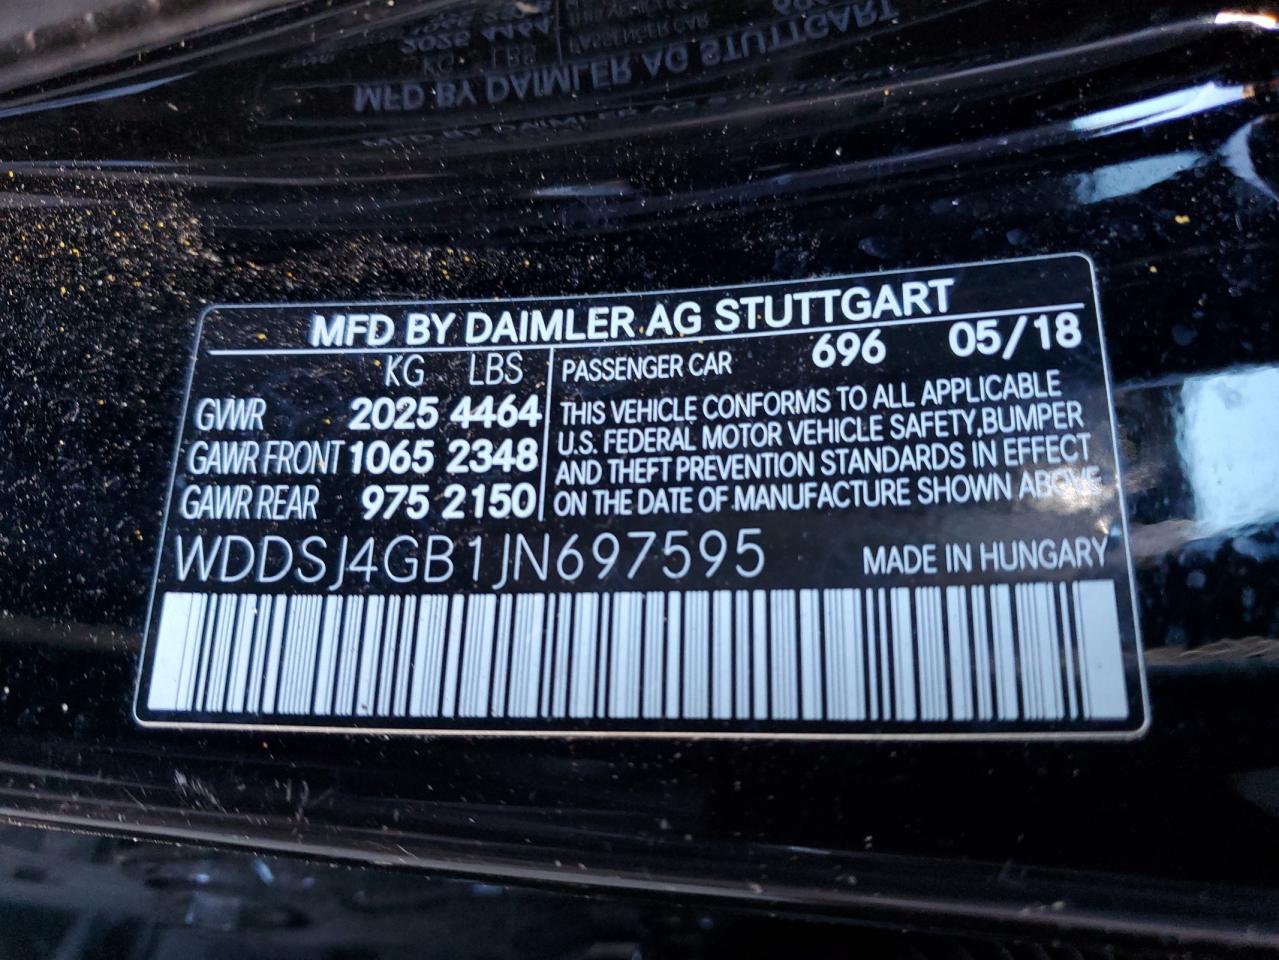 MFD BY DAIMLER AG STUTTGART
KG LBS
GVWR 2025 4464
GAWR FRONT 1065 2348
GAWR REAR 975 2150
PASSENGER CAR 696 05/18
THIS VEHICLE CONFORMS TO ALL APPLICABLE
U.S. FEDERAL MOTOR VEHICLE SAFETY,BUMPER
AND THEFT PREVENTION STANDARDS IN EFFECT
ON THE DATE OF MANUFACTURE SHOWN ABOVE
WDDSJ4GB1JN697595 MADE IN HUNGARY